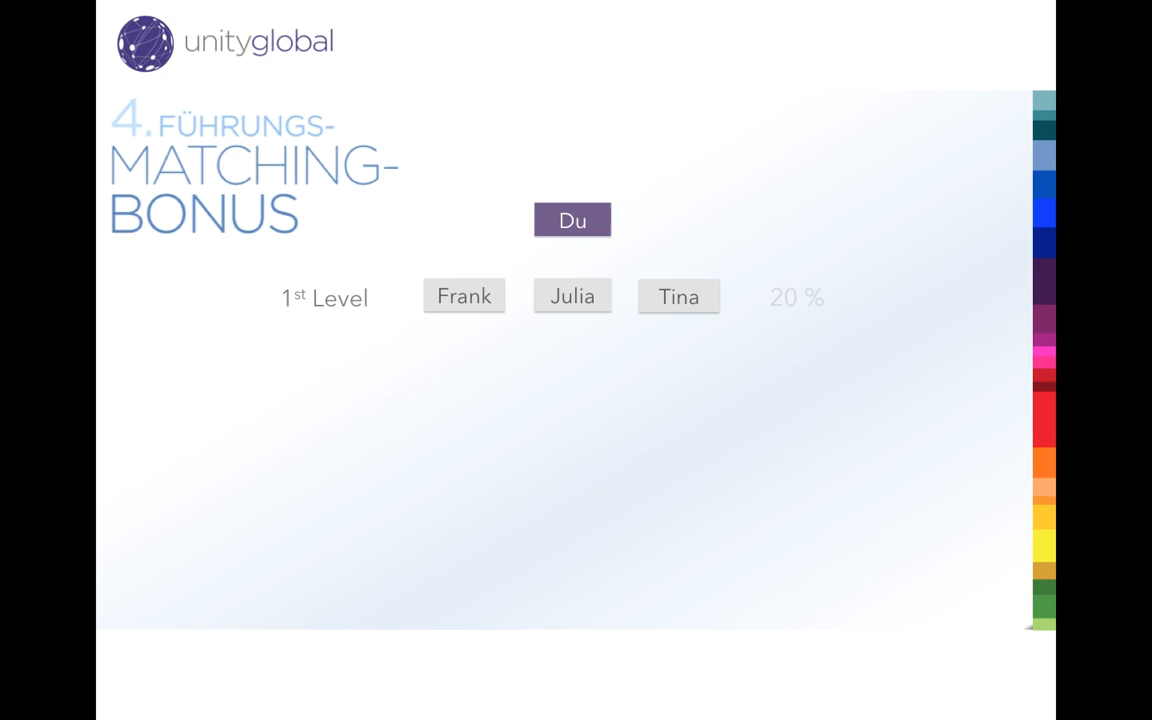 unityglobal
4. FÜHRUNGS-
MATCHING-
BONUS
Du
1st Level Frank Julia Tina 20 %